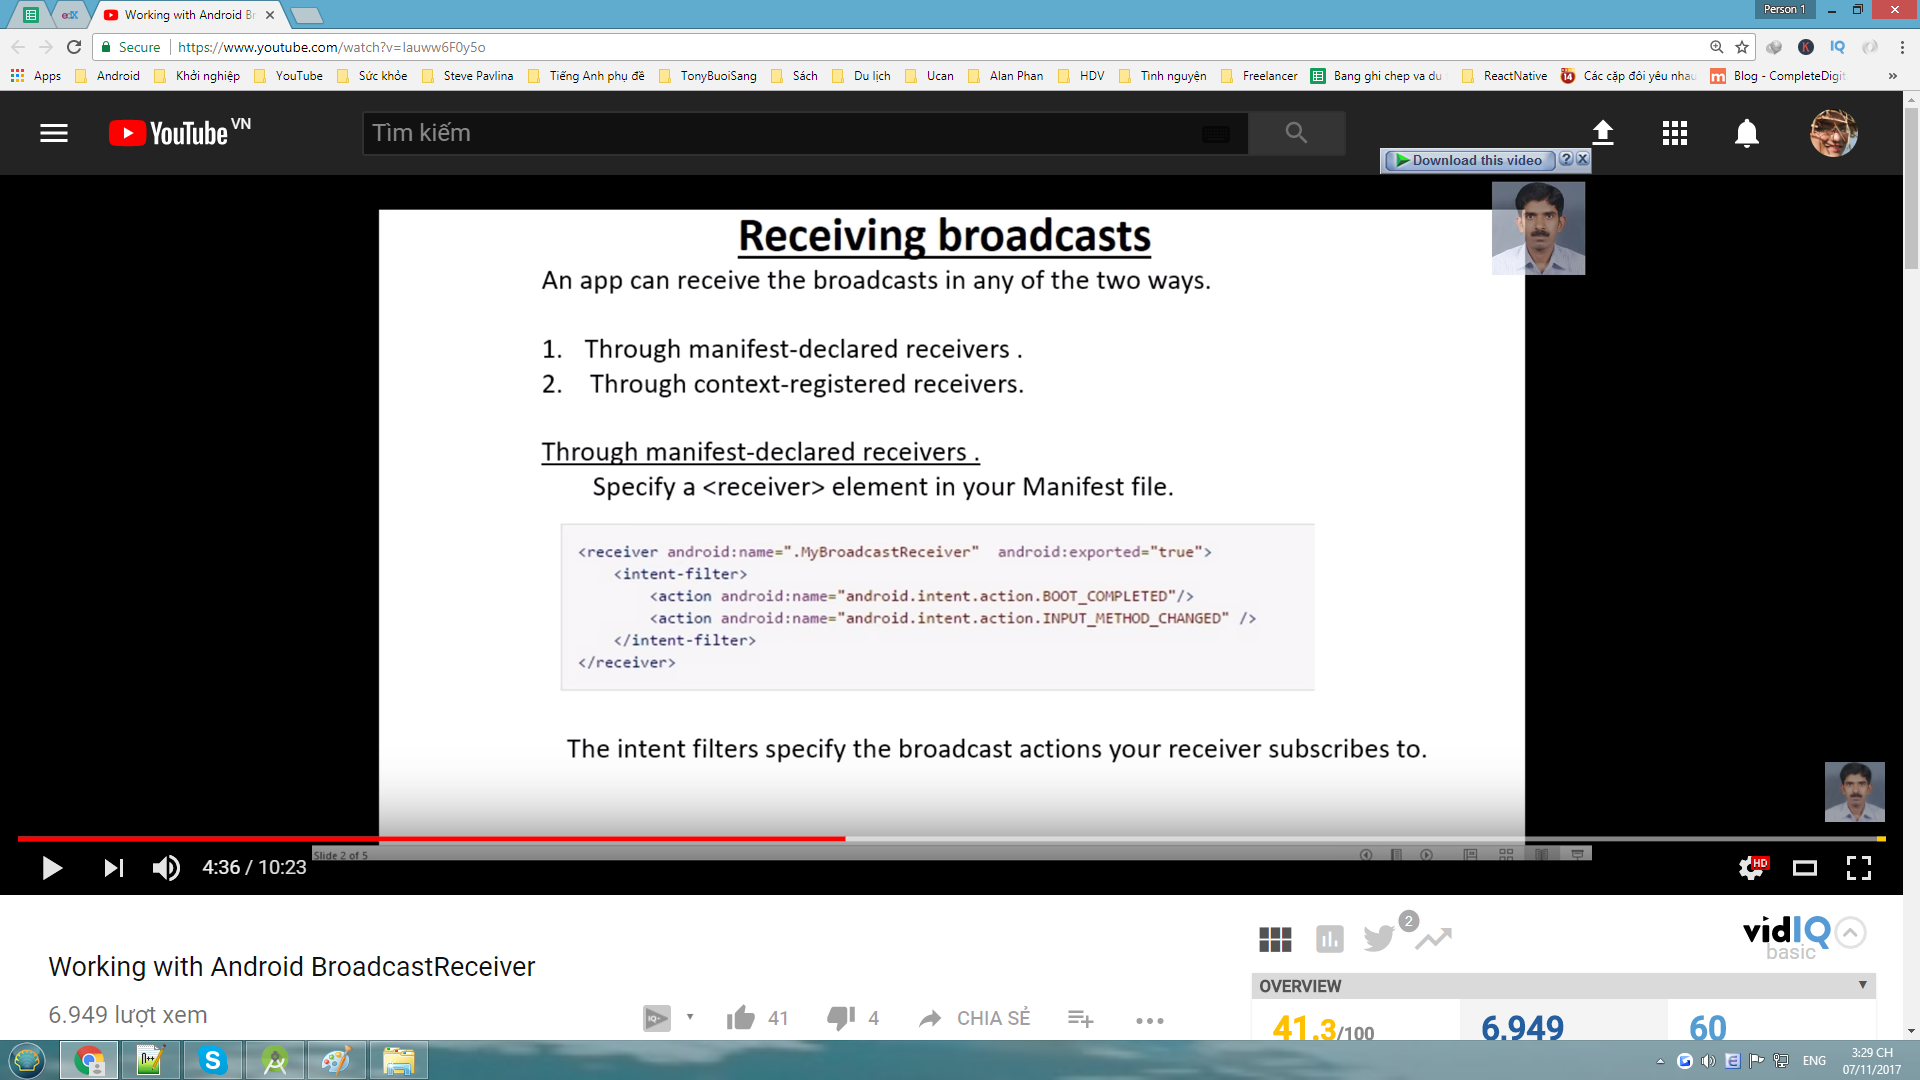 Working with Android Br
Person 1
Secure
https://www.youtube.com/watch?v=Iauww6F0y5o
Apps Android Khởi nghiệp YouTube Sức khỏe Steve Pavlina Tiếng Anh phụ đề TonyBuoiSang Sách Du lịch Ucan Alan Phan HDV Tình nguyện Freelancer Bang ghi chep va du ReactNative Các cặp đôi yêu nhau Blog - CompleteDigit »
YouTube VN
Tìm kiếm
Download this video
Receiving broadcasts
An app can receive the broadcasts in any of the two ways.
1. Through manifest-declared receivers .
2. Through context-registered receivers.
Through manifest-declared receivers .
Specify a <receiver> element in your Manifest file.
<receiver android:name=".MyBroadcastReceiver" android:exported="true">
<intent-filter>
<action android:name="android.intent.action.BOOT_COMPLETED"/>
<action android:name="android.intent.action.INPUT_METHOD_CHANGED" />
</intent-filter>
</receiver>
The intent filters specify the broadcast actions your receiver subscribes to.
Slide 2 of 5
4:36 / 10:23
HD
Working with Android BroadcastReceiver
6.949 lượt xem
41
4
CHIA SẺ
2
vidIQ
basic
OVERVIEW
41.3/100 6.949 60
ENG
3:29 CH
07/11/2017